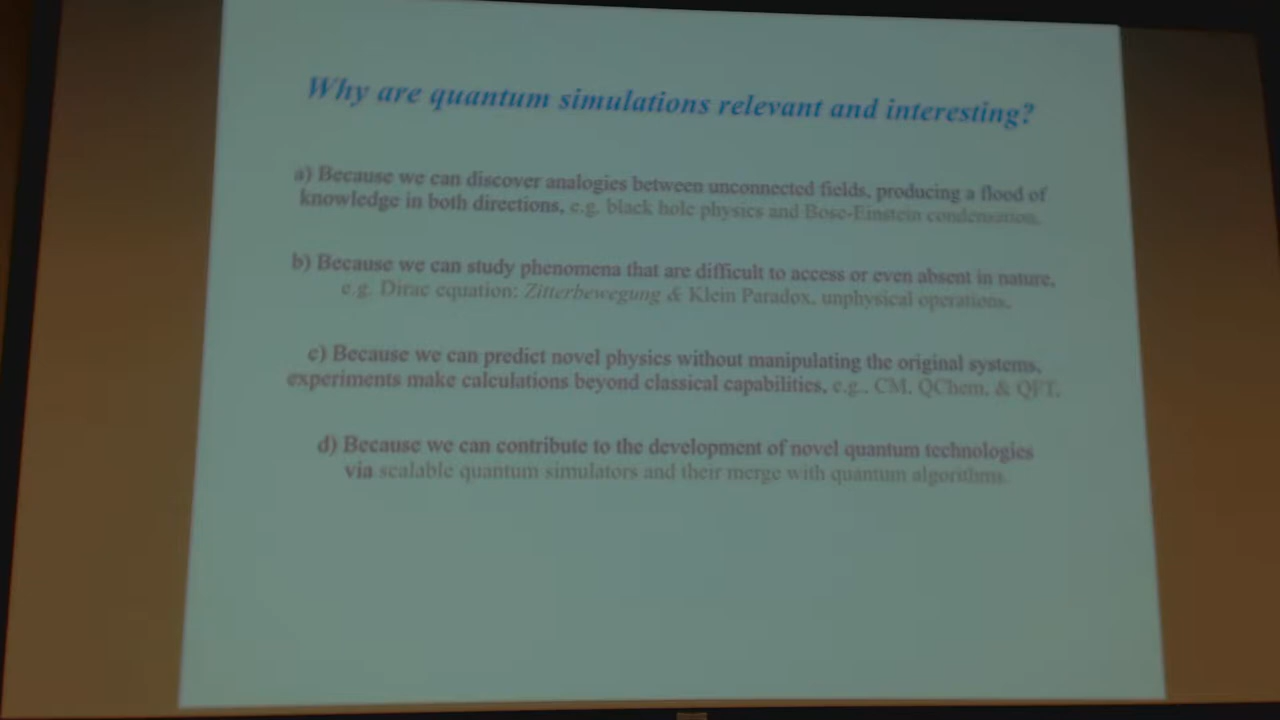 Why are quantum simulations relevant and interesting?
a) Because we can discover analogies between unconnected fields, producing a flood of
knowledge in both directions, e.g. black hole physics and Bose-Einstein condensation.
b) Because we can study phenomena that are difficult to access or even absent in nature,
e.g. Dirac equation: Zitterbewegung & Klein Paradox, unphysical operations.
c) Because we can predict novel physics without manipulating the original systems,
experiments make calculations beyond classical capabilities, e.g., CM, QChem, & QFT.
d) Because we can contribute to the development of novel quantum technologies
via scalable quantum simulators and their merge with quantum algorithms.